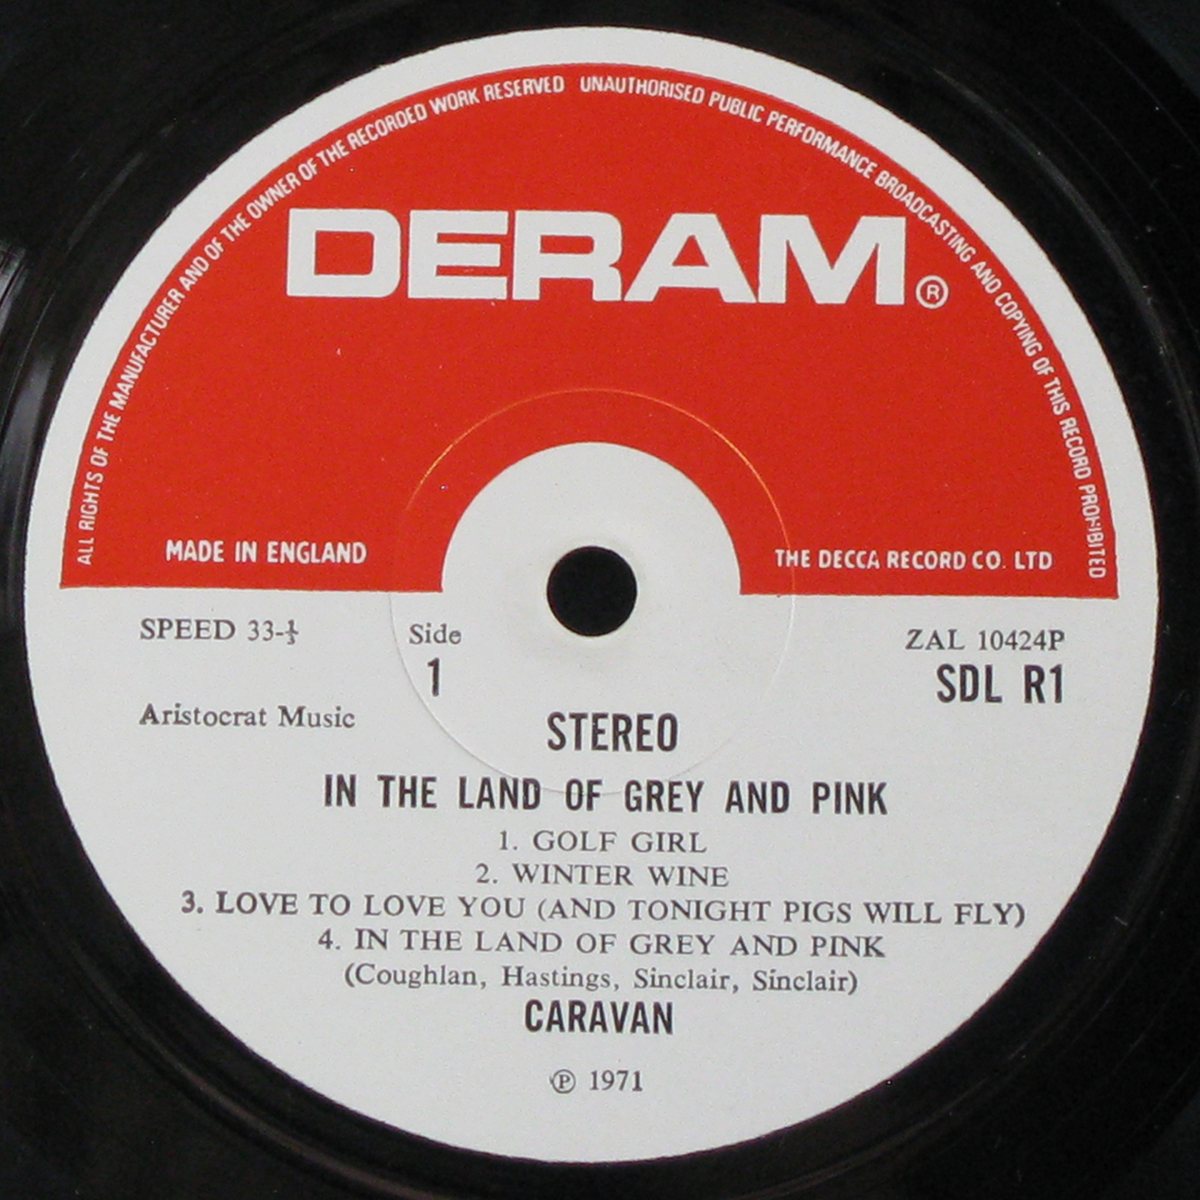 ALL RIGHTS OF THE MANUFACTURER AND OF THE OWNER OF THE RECORDED WORK RESERVED UNAUTHORISED PUBLIC PERFORMANCE BROADCASTING AND COPYING OF THIS RECORD PROHIBITED
DERAM®
MADE IN ENGLAND
THE DECCA RECORD CO. LTD
SPEED 33-⅓
Side
1
ZAL 10424P
SDL R1
Aristocrat Music
STEREO
IN THE LAND OF GREY AND PINK
1. GOLF GIRL
2. WINTER WINE
3. LOVE TO LOVE YOU (AND TONIGHT PIGS WILL FLY)
4. IN THE LAND OF GREY AND PINK
(Coughlan, Hastings, Sinclair, Sinclair)
CARAVAN
℗ 1971